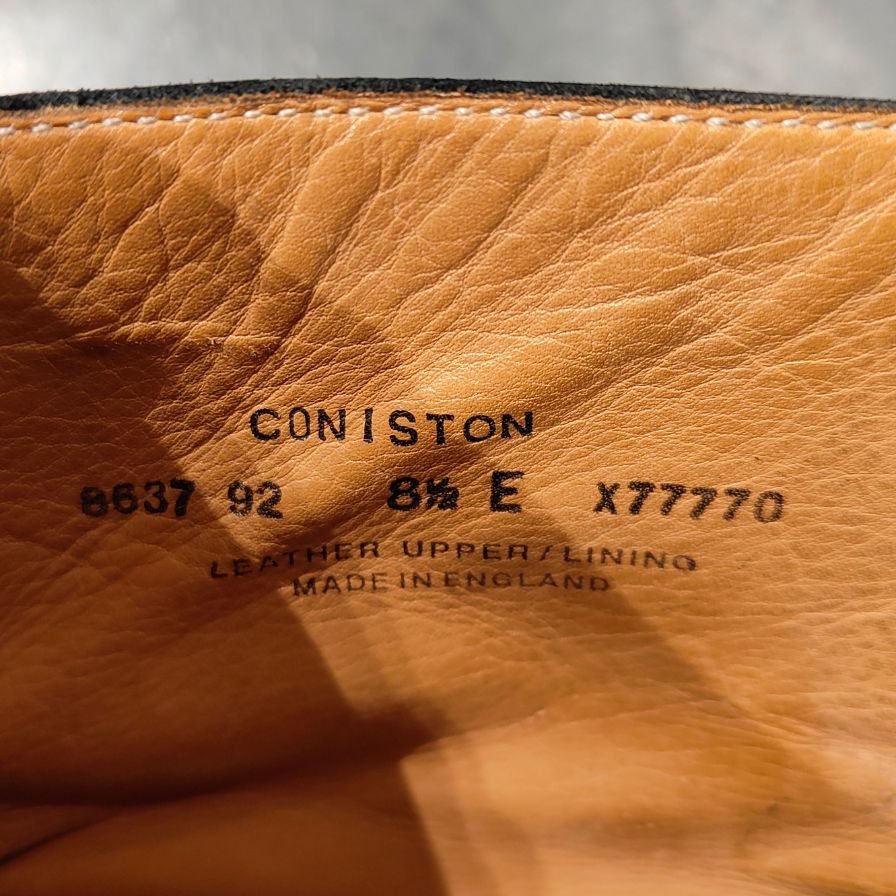 CONISTON
8637 92 8½ E X77770
LEATHER UPPER/LINING
MADE IN ENGLAND